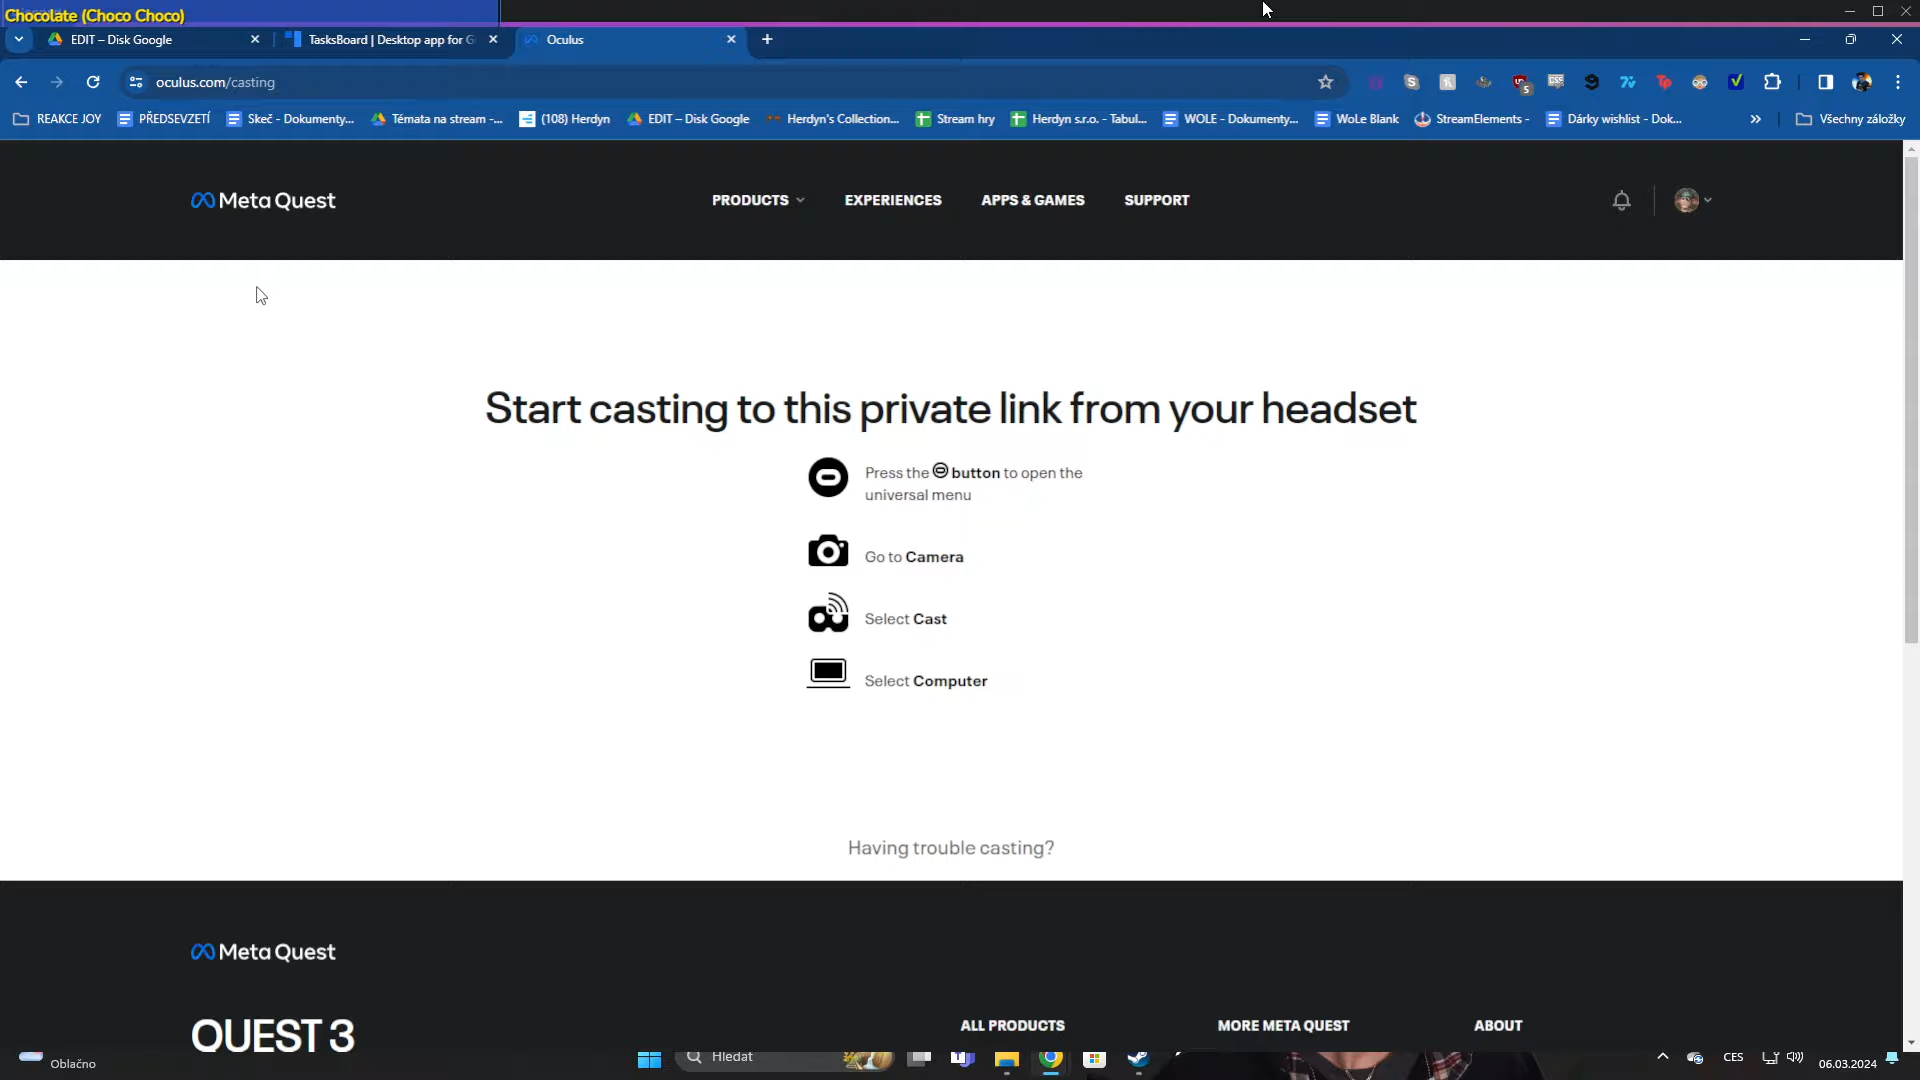 Chocolate (Choco Choco)
EDIT – Disk Google
TasksBoard | Desktop app for G
Oculus
oculus.com/casting
5
REAKCE JOY
PŘEDSEVZETÍ
Skeč - Dokumenty...
Témata na stream -...
(108) Herdyn
EDIT – Disk Google
Herdyn's Collection...
Stream hry
Herdyn s.r.o. - Tabul...
WOLE - Dokumenty...
WoLe Blank
StreamElements -
Dárky wishlist - Dok...
Všechny záložky
Meta Quest
PRODUCTS
EXPERIENCES
APPS & GAMES
SUPPORT
Start casting to this private link from your headset
Press the button to open the
universal menu
Go to Camera
Select Cast
Select Computer
Having trouble casting?
Meta Quest
QUEST 3
ALL PRODUCTS
MORE META QUEST
ABOUT
Oblačno
Hledat
CES
06.03.2024